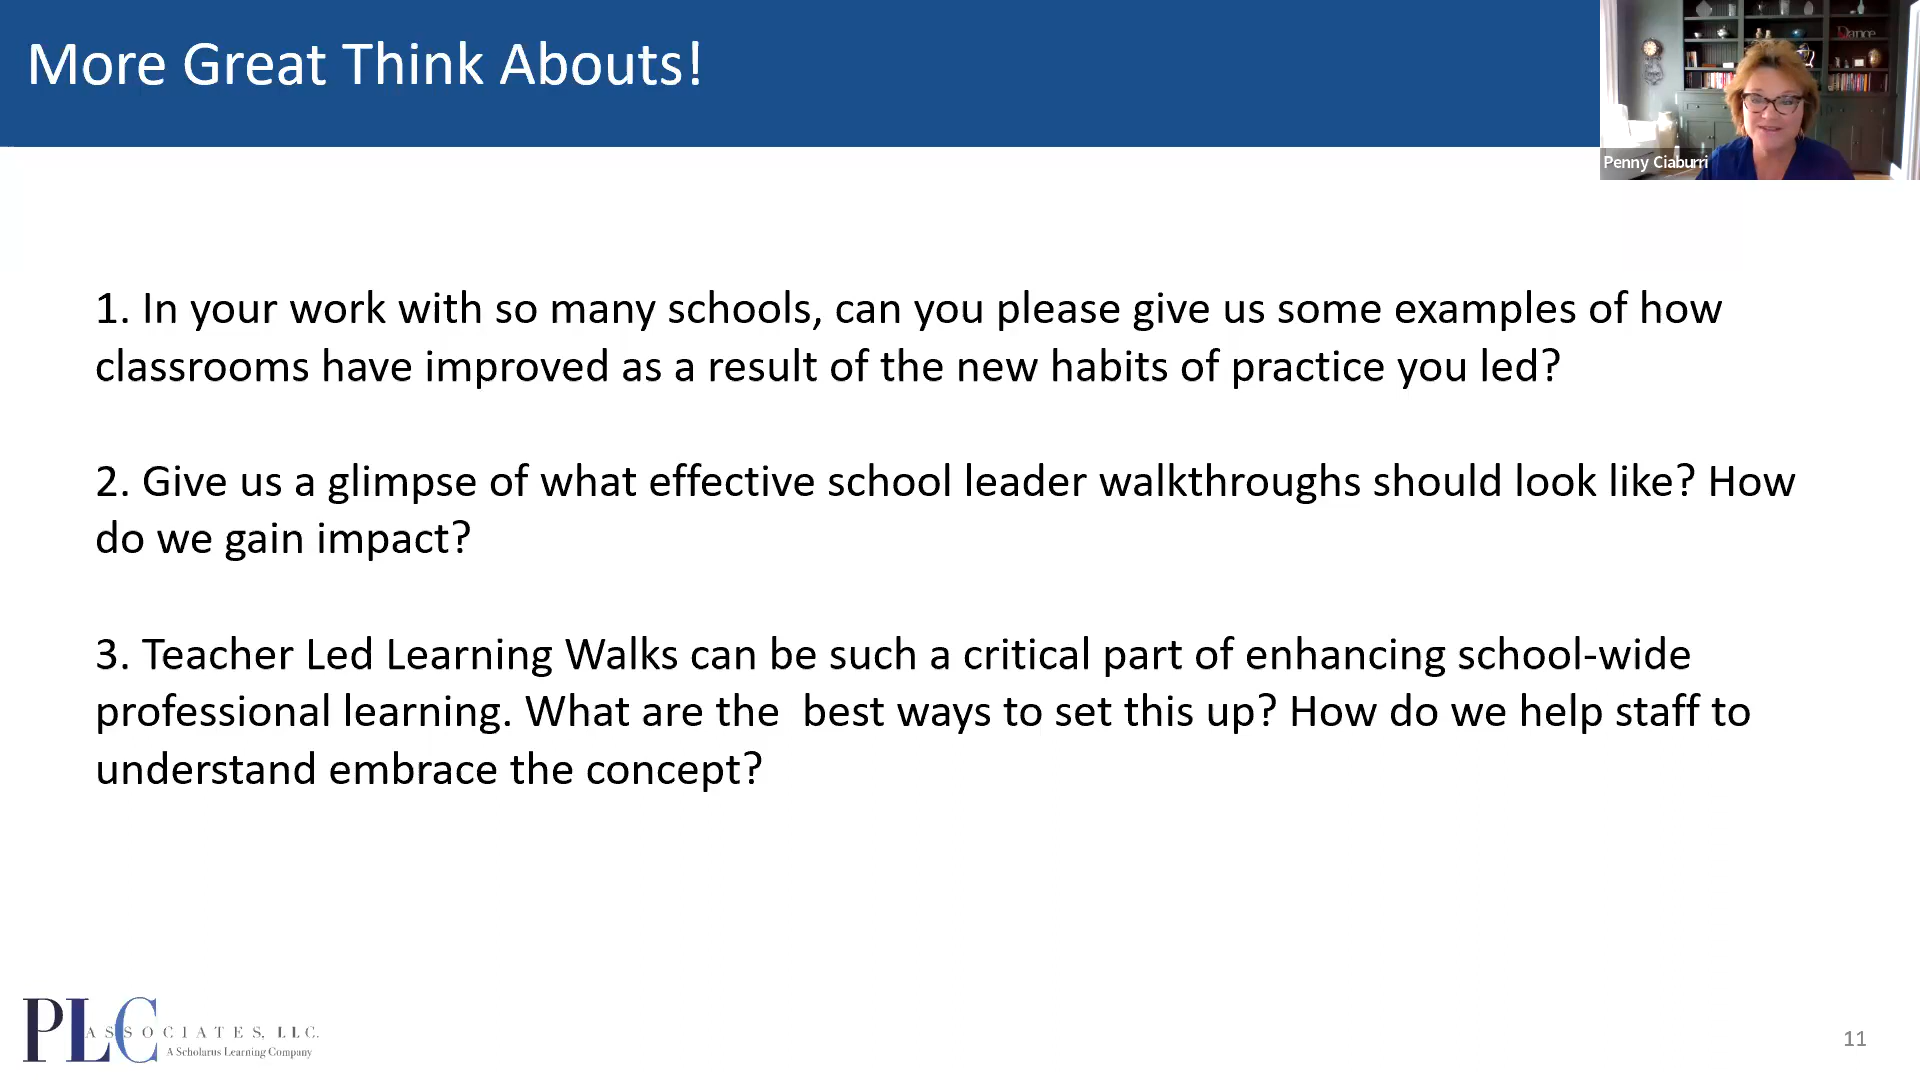 More Great Think Abouts!
Dance
Penny Ciaburri
1. In your work with so many schools, can you please give us some examples of how
classrooms have improved as a result of the new habits of practice you led?
2. Give us a glimpse of what effective school leader walkthroughs should look like? How
do we gain impact?
3. Teacher Led Learning Walks can be such a critical part of enhancing school-wide
professional learning. What are the  best ways to set this up? How do we help staff to
understand embrace the concept?
PLC
ASSOCIATES, LLC.
A Scholarus Learning Company
11